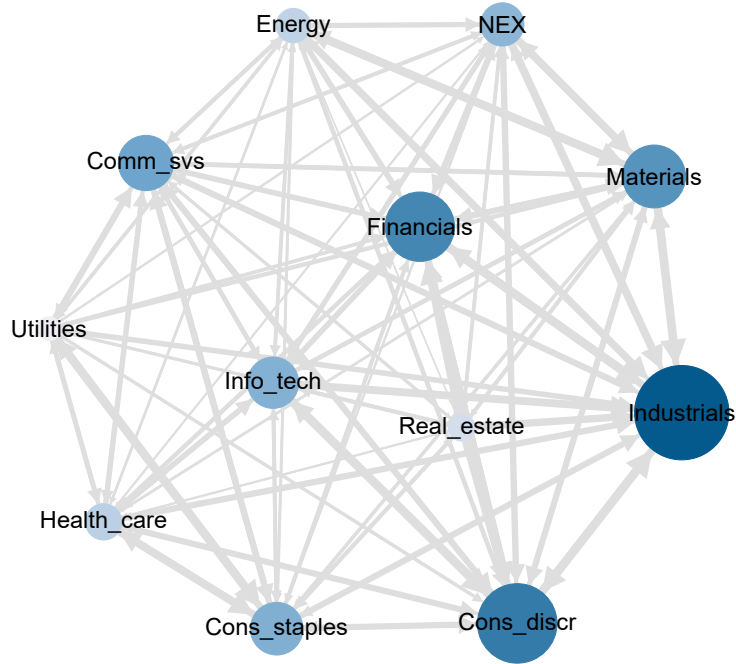 Energy
NEX
Comm_svs
Materials
Financials
Utilities
Info_tech
Industrials
Real_estate
Health_care
Cons_staples
Cons_discr